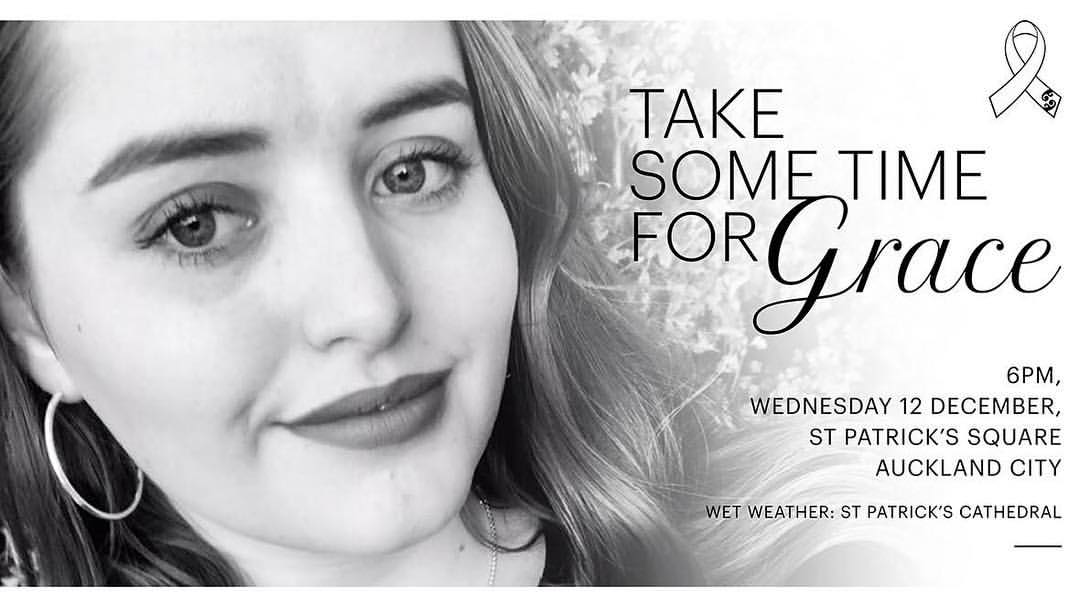 TAKE
SOME TIME
FOR Grace
6PM,
WEDNESDAY 12 DECEMBER,
ST PATRICK'S SQUARE
AUCKLAND CITY
WET WEATHER: ST PATRICK'S CATHEDRAL